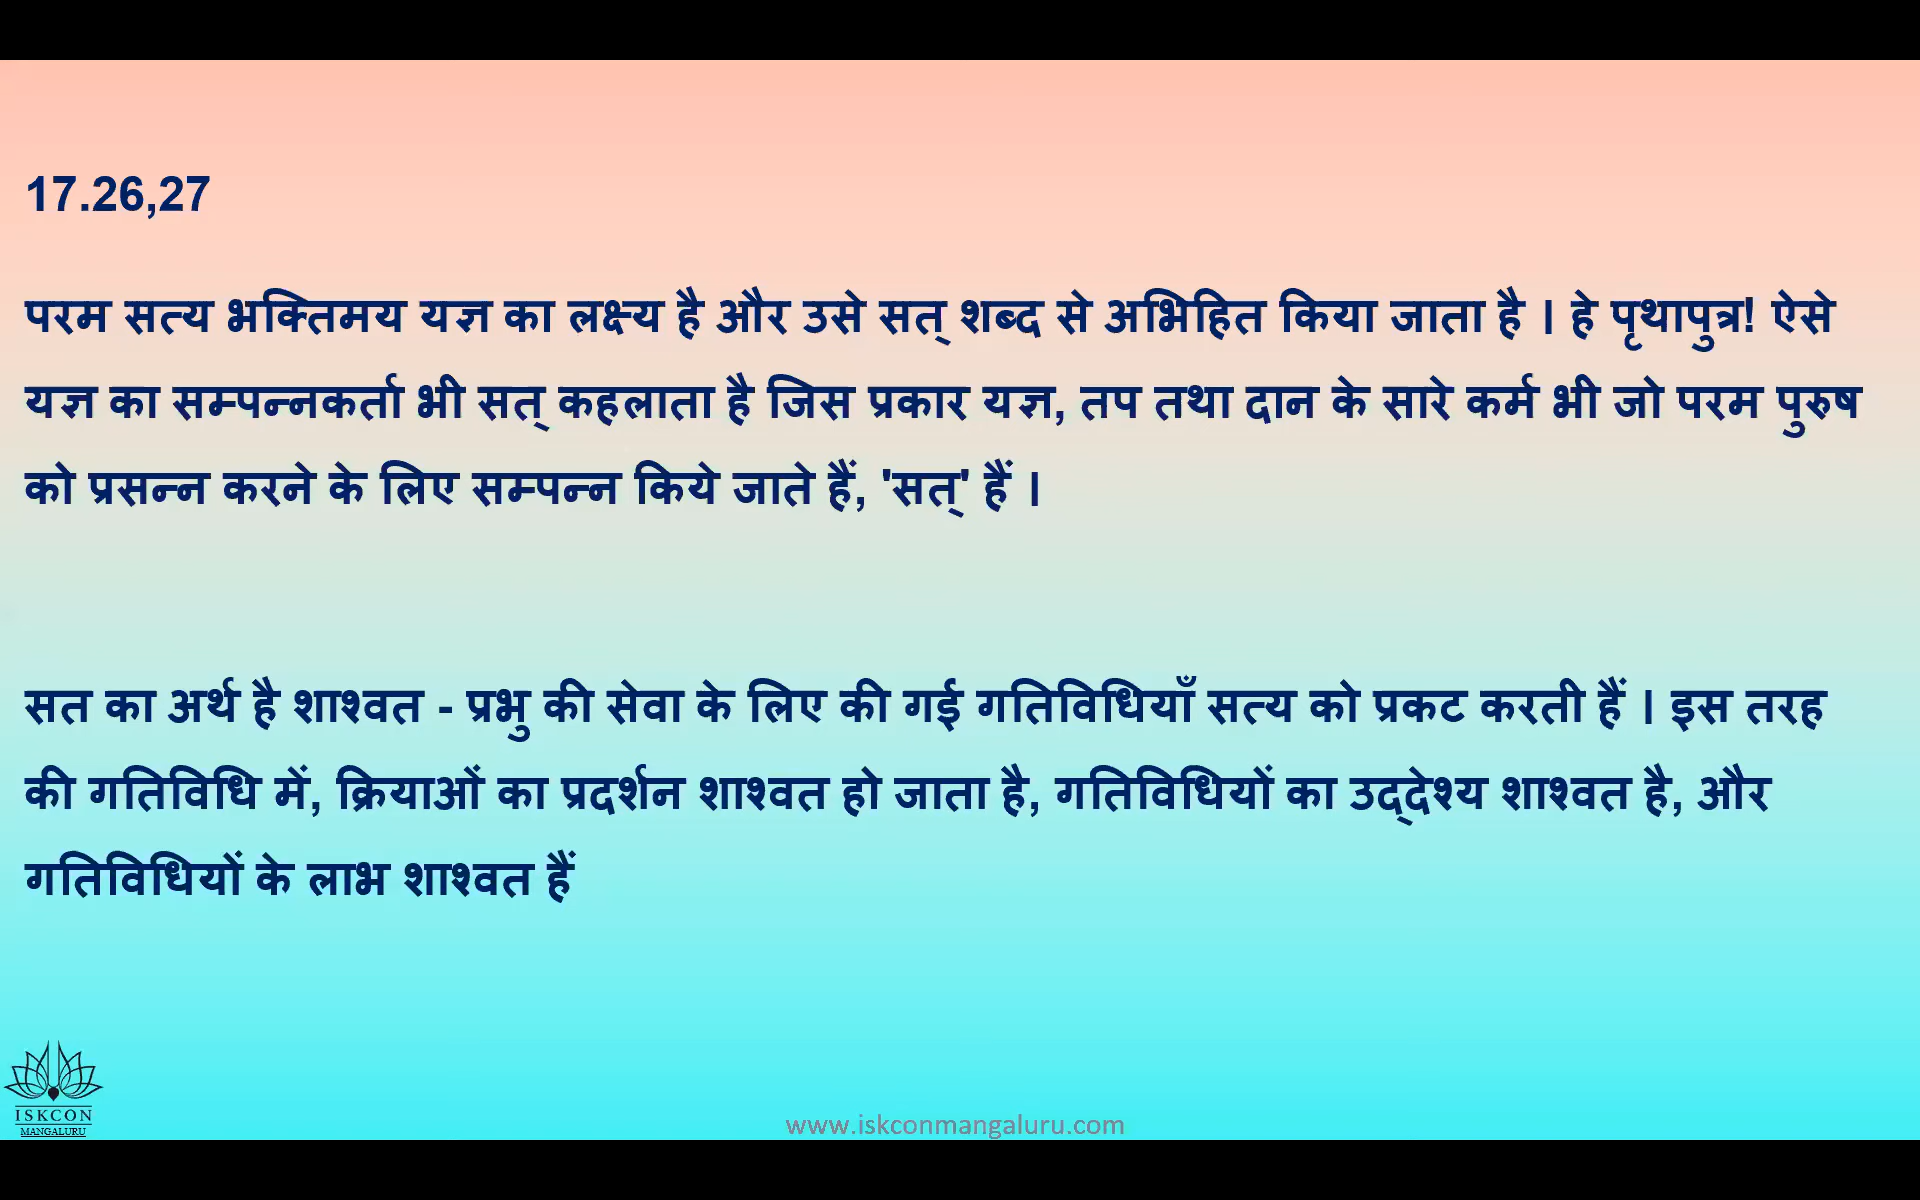 17.26,27
परम सत्य भक्तिमय यज्ञ का लक्ष्य है और उसे सत् शब्द से अभिहित किया जाता है । हे पृथापुत्र! ऐसे
यज्ञ का सम्पन्नकर्ता भी सत् कहलाता है जिस प्रकार यज्ञ, तप तथा दान के सारे कर्म भी जो परम पुरुष
को प्रसन्न करने के लिए सम्पन्न किये जाते हैं, 'सत्' हैं ।
सत का अर्थ है शाश्वत - प्रभु की सेवा के लिए की गई गतिविधियाँ सत्य को प्रकट करती हैं । इस तरह
की गतिविधि में, क्रियाओं का प्रदर्शन शाश्वत हो जाता है, गतिविधियों का उद्देश्य शाश्वत है, और
गतिविधियों के लाभ शाश्वत हैं
ISKCON
MANGALURU
www.iskconmangaluru.com